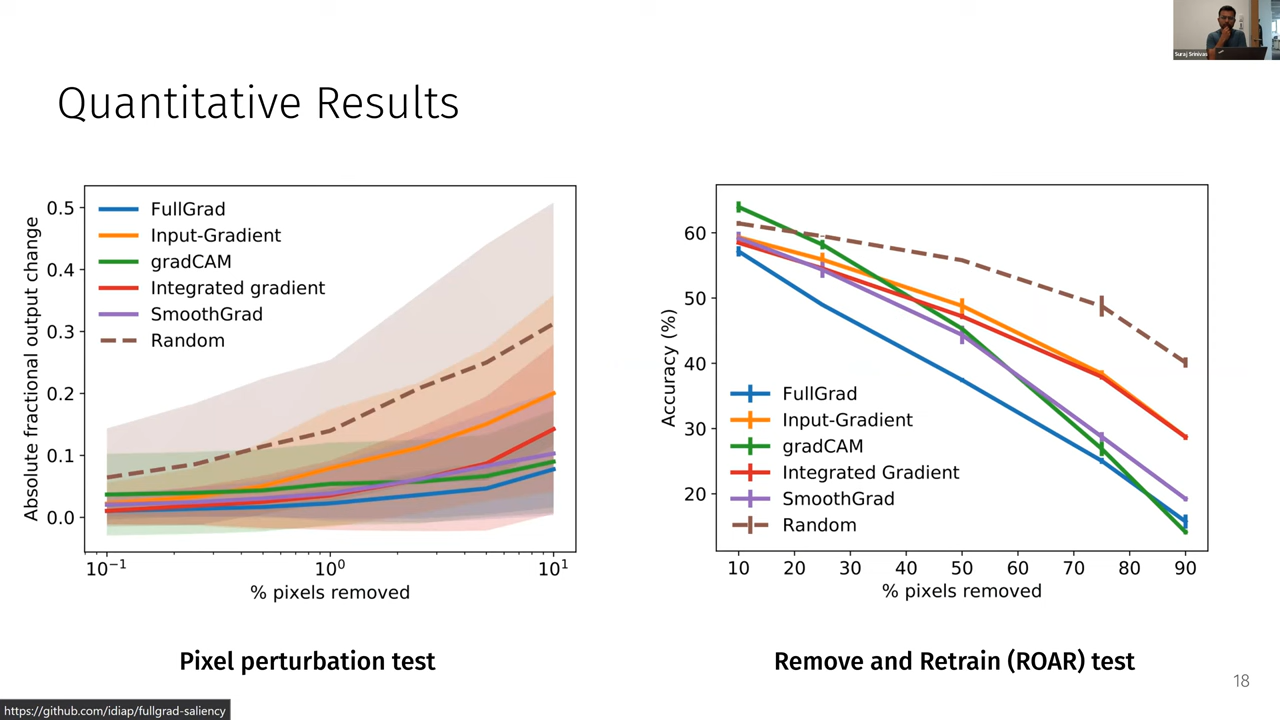 Suraj Srinivas
Quantitative Results
Absolute fractional output change
0.5
0.4
0.3
0.2
0.1
0.0
FullGrad
Input-Gradient
gradCAM
Integrated gradient
SmoothGrad
Random
10⁻¹
10⁰
10¹
% pixels removed
Pixel perturbation test
Accuracy (%)
60
50
40
30
20
FullGrad
Input-Gradient
gradCAM
Integrated Gradient
SmoothGrad
Random
10 20 30 40 50 60 70 80 90
% pixels removed
Remove and Retrain (ROAR) test
18
https://github.com/idiap/fullgrad-saliency